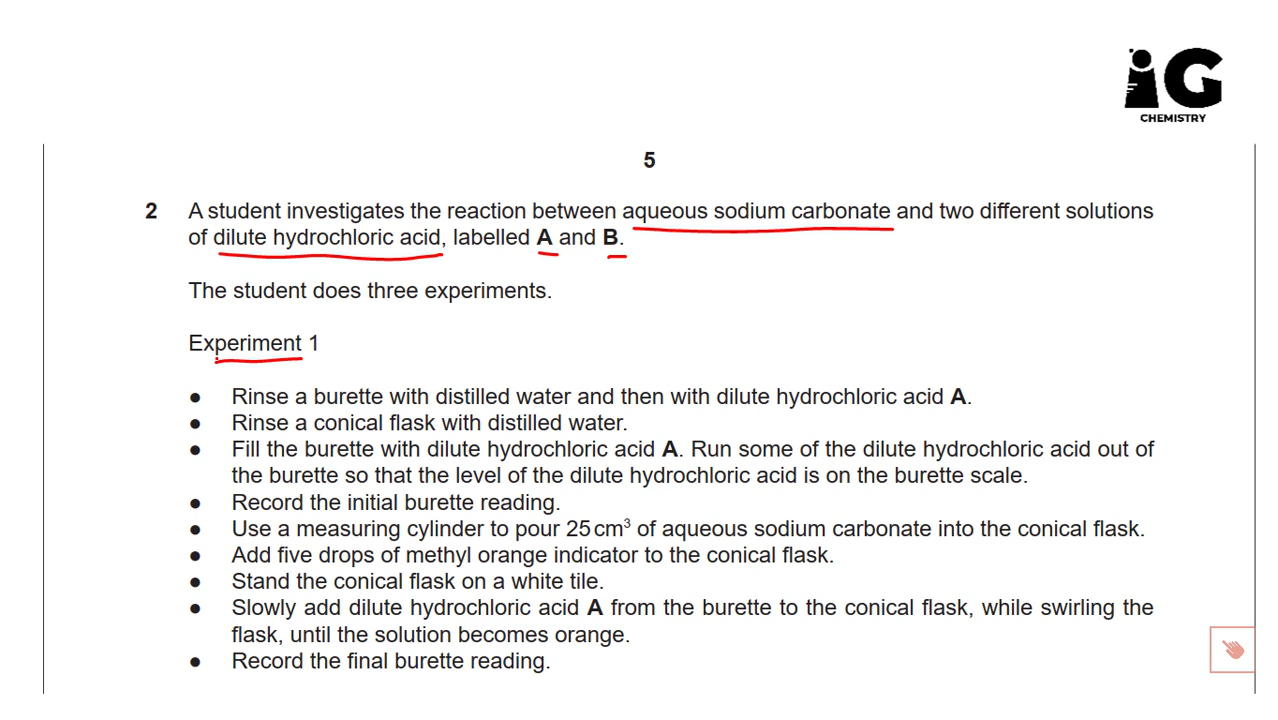 iG
CHEMISTRY
5
2 A student investigates the reaction between aqueous sodium carbonate and two different solutions
of dilute hydrochloric acid, labelled A and B.
The student does three experiments.
Experiment 1
● Rinse a burette with distilled water and then with dilute hydrochloric acid A.
● Rinse a conical flask with distilled water.
● Fill the burette with dilute hydrochloric acid A. Run some of the dilute hydrochloric acid out of
the burette so that the level of the dilute hydrochloric acid is on the burette scale.
● Record the initial burette reading.
● Use a measuring cylinder to pour 25 cm³ of aqueous sodium carbonate into the conical flask.
● Add five drops of methyl orange indicator to the conical flask.
● Stand the conical flask on a white tile.
● Slowly add dilute hydrochloric acid A from the burette to the conical flask, while swirling the
flask, until the solution becomes orange.
● Record the final burette reading.